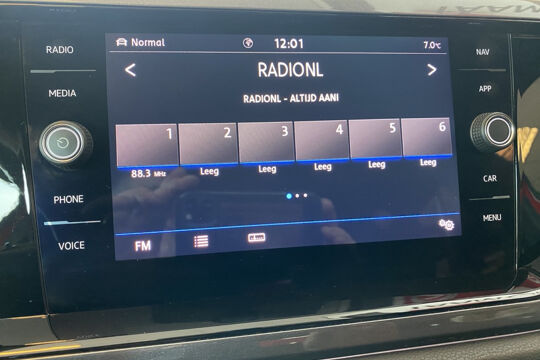 RADIO
MEDIA
PHONE
VOICE
Normal 12:01 7.0°C
< RADIONL >
RADIONL - ALTIJD AAN!
1 2 3 4 5 6
88.3 MHz Leeg Leeg Leeg Leeg Leeg
FM
NAV
APP
CAR
MENU